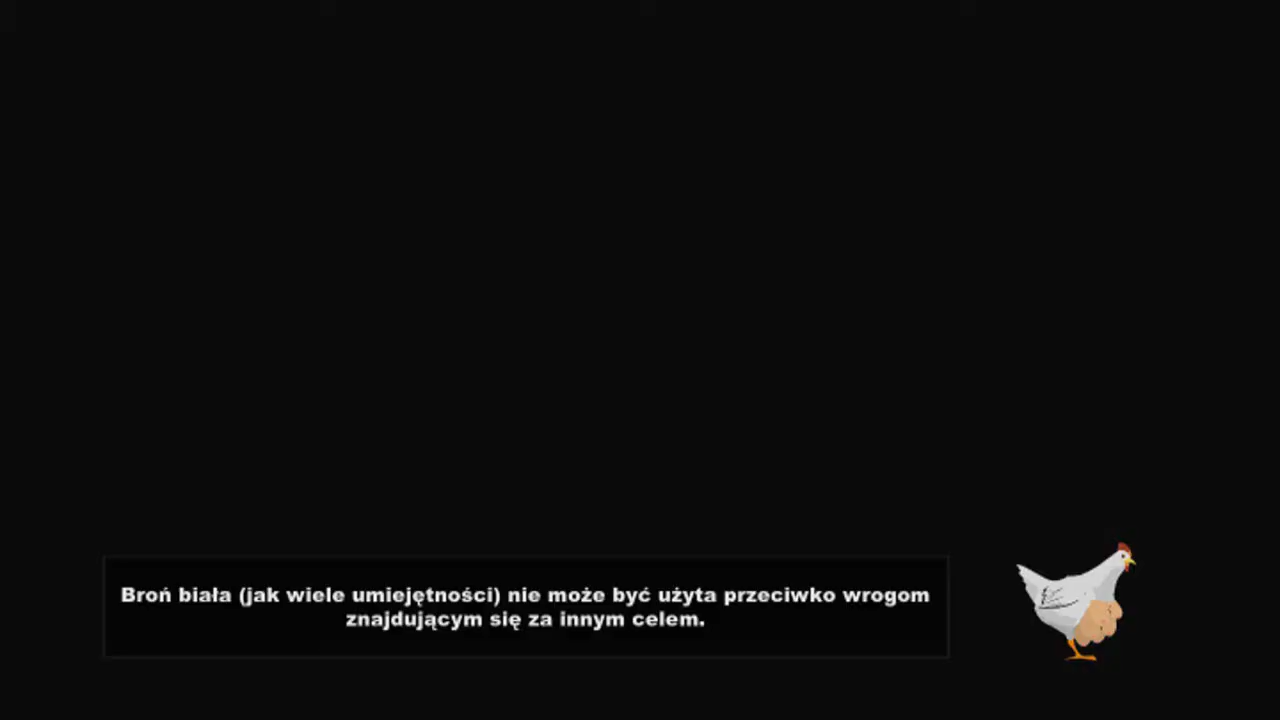 Broń biała (jak wiele umiejętności) nie może być użyta przeciwko wrogom
znajdującym się za innym celem.